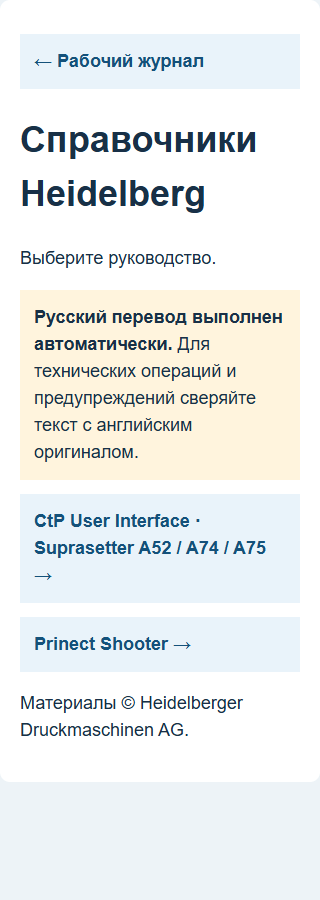 ← Рабочий журнал
Справочники
Heidelberg
Выберите руководство.
Русский перевод выполнен
автоматически. Для
технических операций и
предупреждений сверяйте
текст с английским
оригиналом.
CtP User Interface ·
Suprasetter A52 / A74 / A75
→
Prinect Shooter →
Материалы © Heidelberger
Druckmaschinen AG.